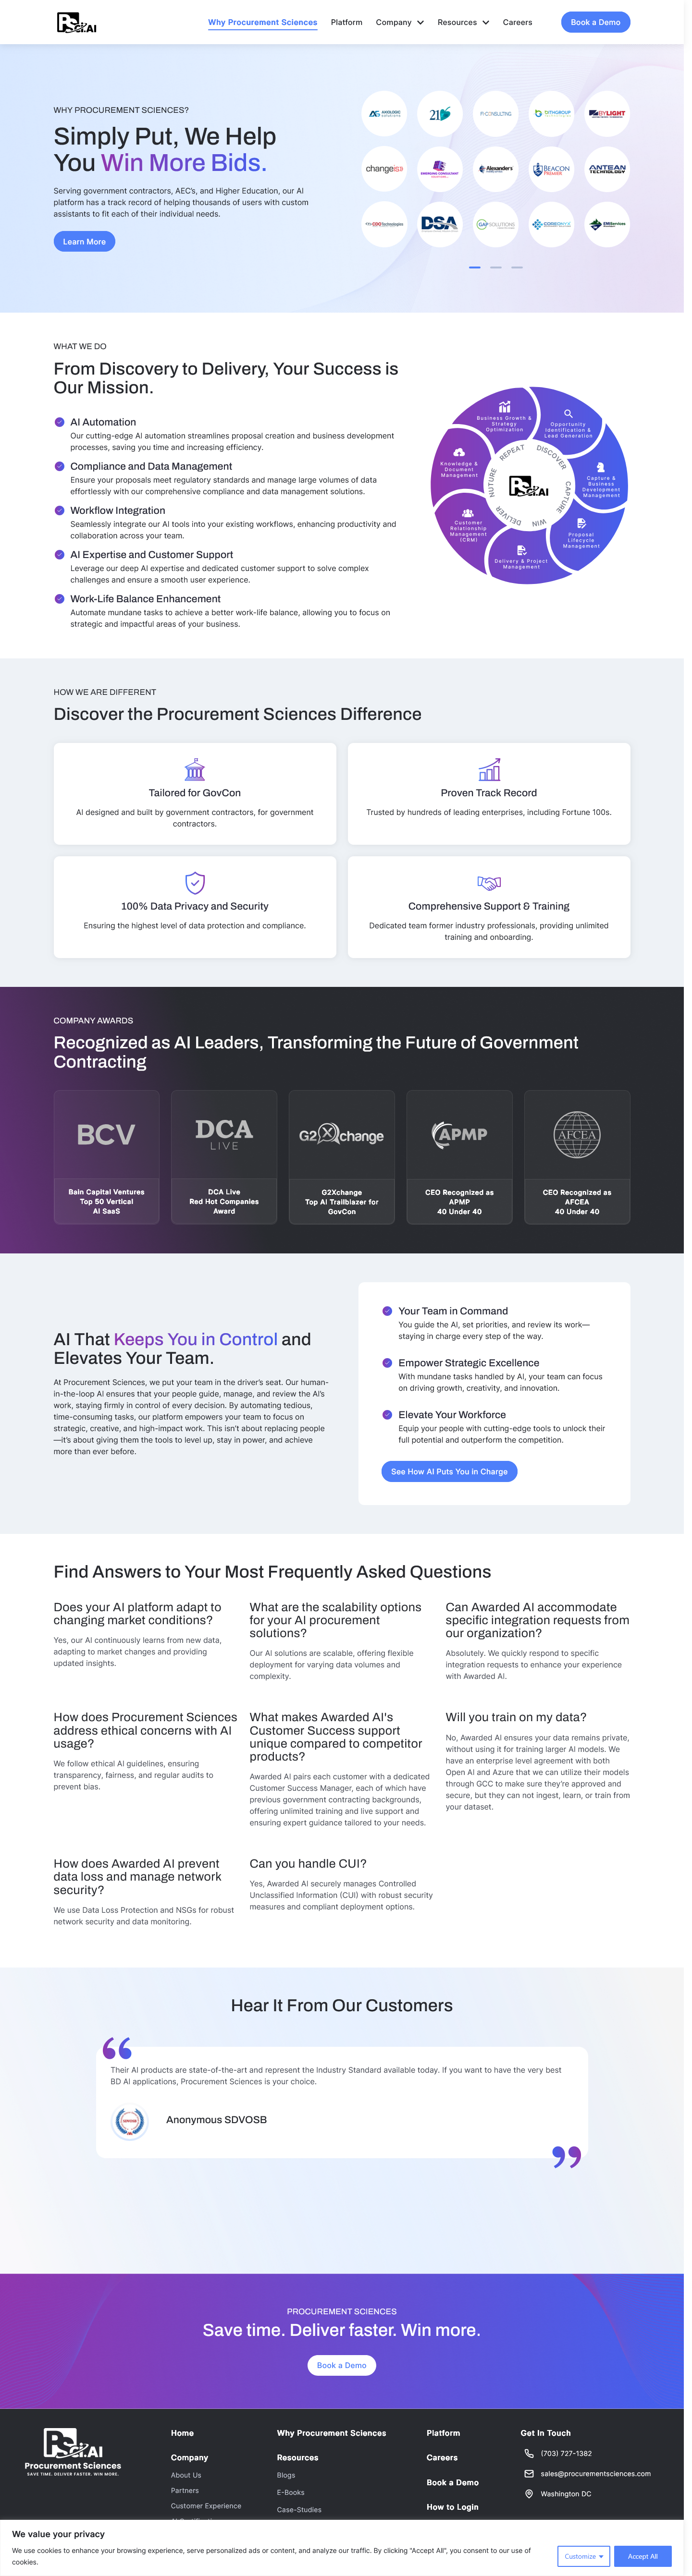 PSci.AI
Why Procurement Sciences
Platform
Company
Resources
Careers
Book a Demo
WHY PROCUREMENT SCIENCES?
Simply Put, We Help
You Win More Bids.
Serving government contractors, AEC's, and Higher Education, our AI
platform has a track record of helping thousands of users with custom
assistants to fit each of their individual needs.
Learn More
changeis
Alexander's
BEACON
ANTEAN
TECHNOLOGY
BYLIGHT
DSA
GAP SOLUTIONS
WHAT WE DO
From Discovery to Delivery, Your Success is
Our Mission.
AI Automation
Our cutting-edge AI automation streamlines proposal creation and business development
processes, saving you time and increasing efficiency.
Compliance and Data Management
Ensure your proposals meet regulatory standards and manage large volumes of data
effortlessly with our comprehensive compliance and data management solutions.
Workflow Integration
Seamlessly integrate our AI tools into your existing workflows, enhancing productivity and
collaboration across your team.
AI Expertise and Customer Support
Leverage our deep AI expertise and dedicated customer support to solve complex
challenges and ensure a smooth user experience.
Work-Life Balance Enhancement
Automate mundane tasks to achieve a better work-life balance, allowing you to focus on
strategic and impactful areas of your business.
Business Growth &
Strategy
Optimization
Opportunity
Identification &
Lead Generation
Capture &
Business
Development
Management
Proposal
Lifecycle
Management
Delivery & Project
Management
Customer
Relationship
Management
(CRM)
Knowledge &
Document
Management
DISCOVER
CAPTURE
WIN
DELIVER
NURTURE
REPEAT
PSci.AI
HOW WE ARE DIFFERENT
Discover the Procurement Sciences Difference
Tailored for GovCon
AI designed and built by government contractors, for government
contractors.
Proven Track Record
Trusted by hundreds of leading enterprises, including Fortune 100s.
100% Data Privacy and Security
Ensuring the highest level of data protection and compliance.
Comprehensive Support & Training
Dedicated team former industry professionals, providing unlimited
training and onboarding.
COMPANY AWARDS
Recognized as AI Leaders, Transforming the Future of Government
Contracting
BCV
Bain Capital Ventures
Top 50 Vertical
AI SaaS
DCA
LIVE
DCA Live
Red Hot Companies
Award
G2Xchange
G2Xchange
Top AI Trailblazer for
GovCon
APMP
CEO Recognized as
APMP
40 Under 40
AFCEA
CEO Recognized as
AFCEA
40 Under 40
AI That Keeps You in Control and
Elevates Your Team.
At Procurement Sciences, we put your team in the driver's seat. Our human-
in-the-loop AI ensures that your people guide, manage, and review the AI's
work, staying firmly in control of every decision. By automating tedious,
time-consuming tasks, our platform empowers your team to focus on
strategic, creative, and high-impact work. This isn't about replacing people
—it's about giving them the tools to level up, stay in power, and achieve
more than ever before.
Your Team in Command
You guide the AI, set priorities, and review its work—
staying in charge every step of the way.
Empower Strategic Excellence
With mundane tasks handled by AI, your team can focus
on driving growth, creativity, and innovation.
Elevate Your Workforce
Equip your people with cutting-edge tools to unlock their
full potential and outperform the competition.
See How AI Puts You in Charge
Find Answers to Your Most Frequently Asked Questions
Does your AI platform adapt to
changing market conditions?
Yes, our AI continuously learns from new data,
adapting to market changes and providing
updated insights.
What are the scalability options
for your AI procurement
solutions?
Our AI solutions are scalable, offering flexible
deployment for varying data volumes and
complexity.
Can Awarded AI accommodate
specific integration requests from
our organization?
Absolutely. We quickly respond to specific
integration requests to enhance your experience
with Awarded AI.
How does Procurement Sciences
address ethical concerns with AI
usage?
We follow ethical AI guidelines, ensuring
transparency, fairness, and regular audits to
prevent bias.
What makes Awarded AI's
Customer Success support
unique compared to competitor
products?
Awarded AI pairs each customer with a dedicated
Customer Success Manager, each of which have
previous government contracting backgrounds,
offering unlimited training and live support and
ensuring expert guidance tailored to your needs.
Will you train on my data?
No, Awarded AI ensures your data remains private,
without using it for training larger AI models. We
have an enterprise level agreement with both
Open AI and Azure that we can utilize their models
through GCC to make sure they're approved and
secure, but they can not ingest, learn, or train from
your dataset.
How does Awarded AI prevent
data loss and manage network
security?
We use Data Loss Protection and NSGs for robust
network security and data monitoring.
Can you handle CUI?
Yes, Awarded AI securely manages Controlled
Unclassified Information (CUI) with robust security
measures and compliant deployment options.
Hear It From Our Customers
Their AI products are state-of-the-art and represent the Industry Standard available today. If you want to have the very best
BD AI applications, Procurement Sciences is your choice.
Anonymous SDVOSB
PROCUREMENT SCIENCES
Save time. Deliver faster. Win more.
Book a Demo
PSci.AI
Procurement Sciences
SAVE TIME. DELIVER FASTER. WIN MORE.
Home
Company
About Us
Partners
Customer Experience
Why Procurement Sciences
Resources
Blogs
E-Books
Case-Studies
Platform
Careers
Book a Demo
How to Login
Get In Touch
(703) 727-1382
sales@procurementsciences.com
Washington DC
We value your privacy
We use cookies to enhance your browsing experience, serve personalized ads or content, and analyze our traffic. By clicking "Accept All", you consent to our use of
cookies.
Customize
Accept All